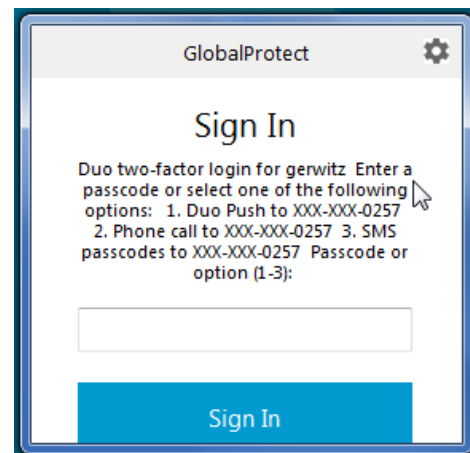 GlobalProtect
Sign In
Duo two-factor login for gerwitz Enter a
passcode or select one of the following
options: 1. Duo Push to XXX-XXX-0257
2. Phone call to XXX-XXX-0257 3. SMS
passcodes to XXX-XXX-0257 Passcode or
option (1-3):
Sign In